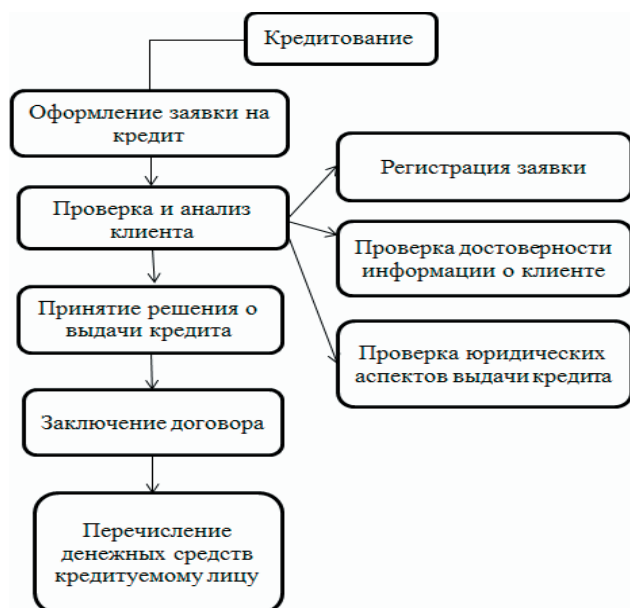 Кредитование
Оформление заявки на
кредит
Проверка и анализ
клиента
Принятие решения о
выдачи кредита
Заключение договора
Перечисление
денежных средств
кредитуемому лицу
Регистрация заявки
Проверка достоверности
информации о клиенте
Проверка юридических
аспектов выдачи кредита